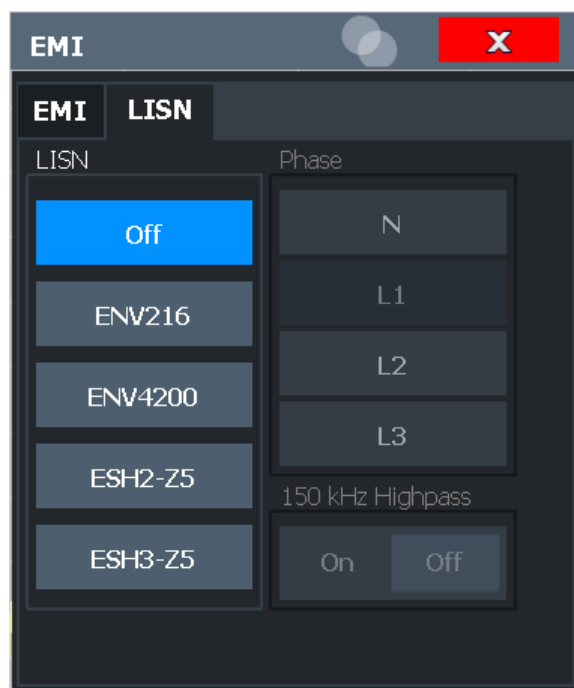 EMI
X
EMI LISN
LISN
Off
ENV216
ENV4200
ESH2-Z5
ESH3-Z5
Phase
N
L1
L2
L3
150 kHz Highpass
On Off